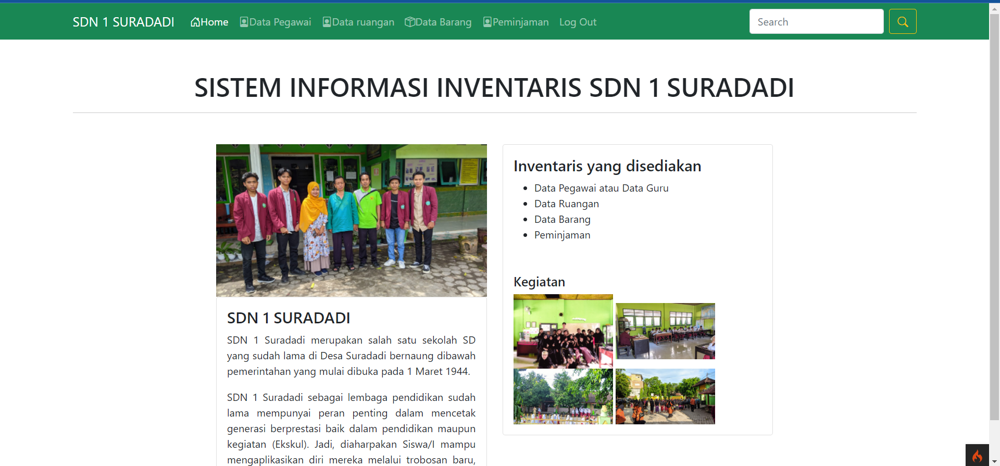 SDN 1 SURADADI Home Data Pegawai Data ruangan Data Barang Peminjaman Log Out Search
SISTEM INFORMASI INVENTARIS SDN 1 SURADADI
SDN 1 SURADADI
SDN 1 Suradadi merupakan salah satu sekolah SD
yang sudah lama di Desa Suradadi bernaung dibawah
pemerintahan yang mulai dibuka pada 1 Maret 1944.
SDN 1 Suradadi sebagai lembaga pendidikan sudah
lama mempunyai peran penting dalam mencetak
generasi berprestasi baik dalam pendidikan maupun
kegiatan (Ekskul). Jadi, diaharpakan Siswa/I mampu
mengaplikasikan diri mereka melalui trobosan baru,
Inventaris yang disediakan
Data Pegawai atau Data Guru
Data Ruangan
Data Barang
Peminjaman
Kegiatan